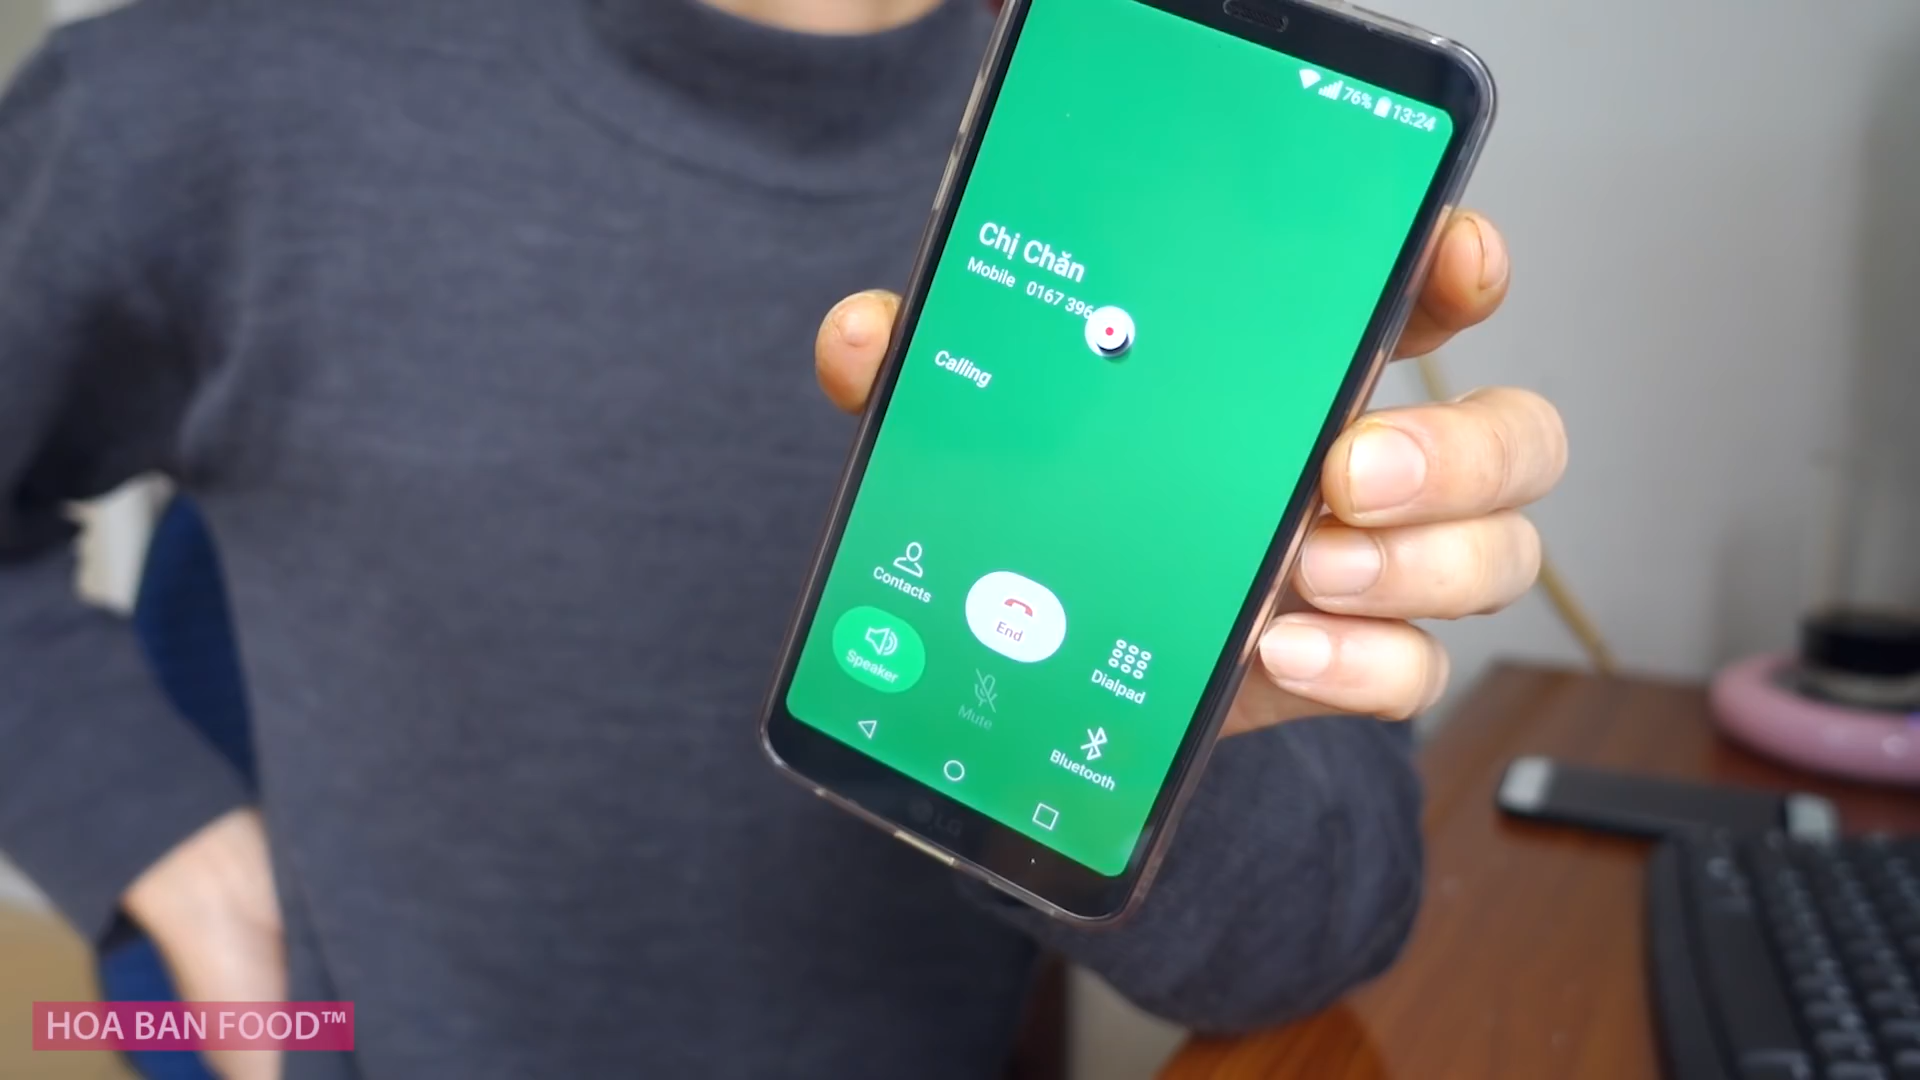 76% 13:24
Chị Chăn
Mobile 0167 396
Calling
Contacts
End
Speaker
Dialpad
Mute
Bluetooth
LG
HOA BAN FOOD™